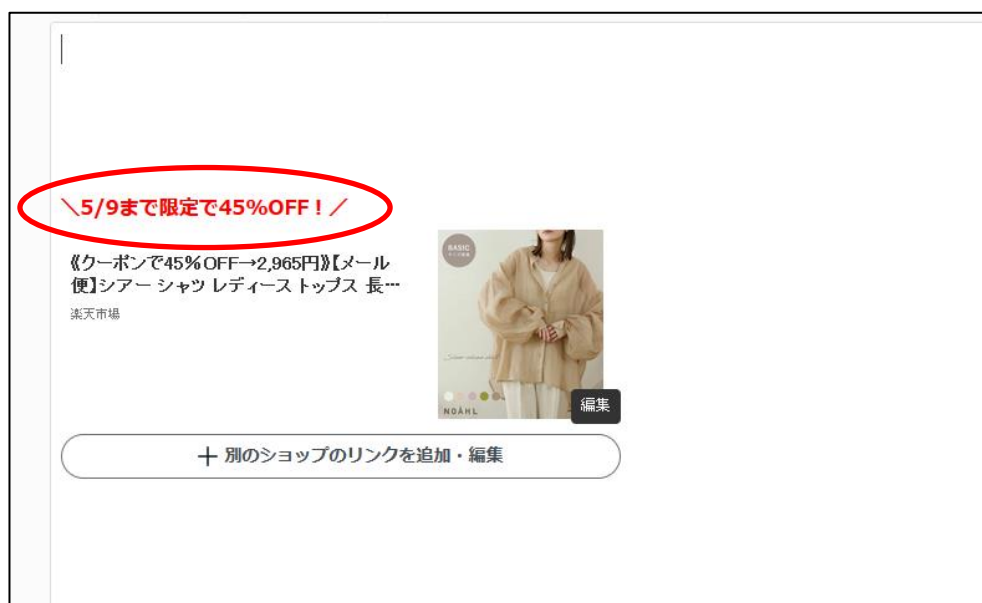 ＼5/9まで限定で45%OFF！／
《クーポンで45％OFF→2,965円》【メール
便】シアー シャツ レディース トップス 長…
楽天市場
BASIC
NOAHL
編集
＋ 別のショップのリンクを追加・編集